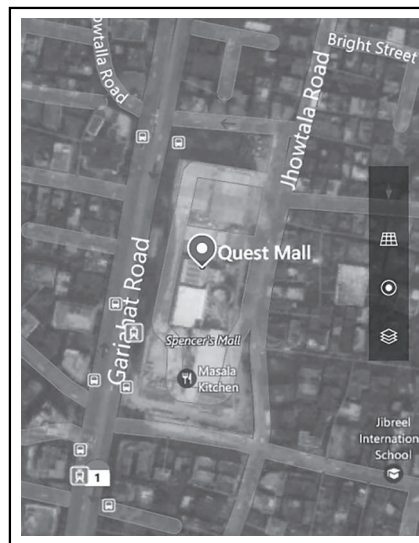 Jhowtalla Road
Bright Street
Jhowtala Road
Quest Mall
Gariahat Road
Spencer's Mall
Masala
Kitchen
Jibreel
Internation
School
1